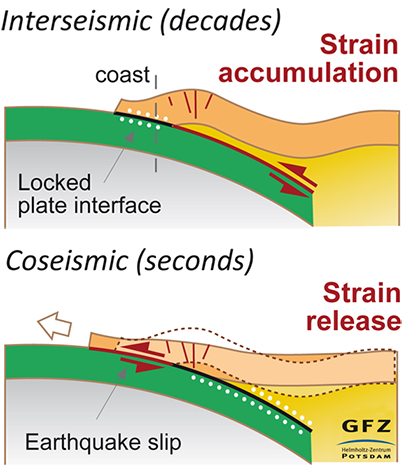 Interseismic (decades)
Strain
accumulation
coast
Locked
plate interface
Coseismic (seconds)
Strain
release
Earthquake slip
GFZ
Helmholtz-Zentrum
POTSDAM